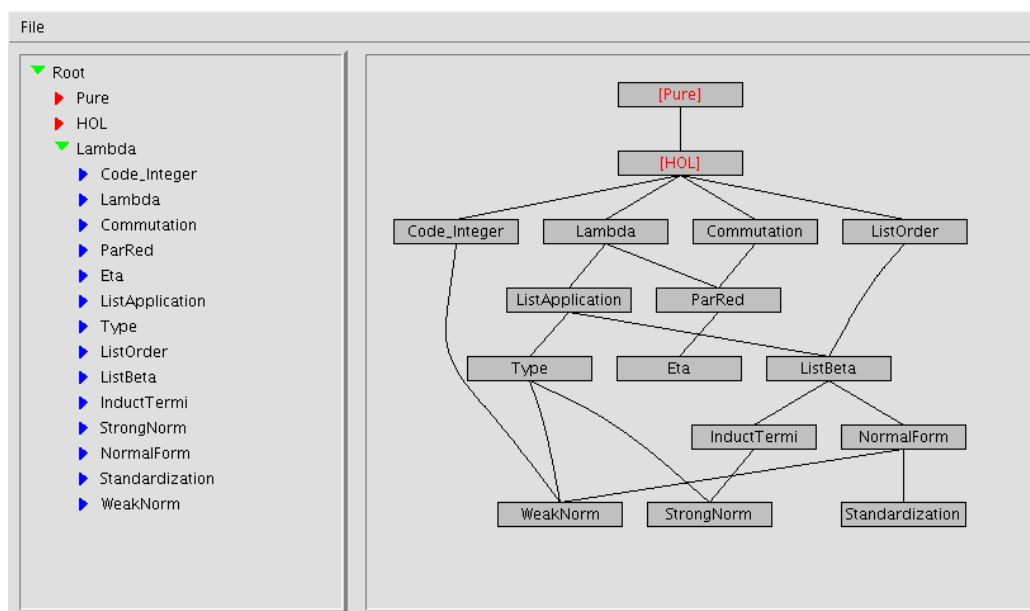 File
Root
Pure
HOL
Lambda
Code_Integer
Lambda
Commutation
ParRed
Eta
ListApplication
Type
ListOrder
ListBeta
InductTermi
StrongNorm
NormalForm
Standardization
WeakNorm
[Pure]
[HOL]
Code_Integer Lambda Commutation ListOrder
ListApplication ParRed
Type Eta ListBeta
InductTermi NormalForm
WeakNorm StrongNorm Standardization